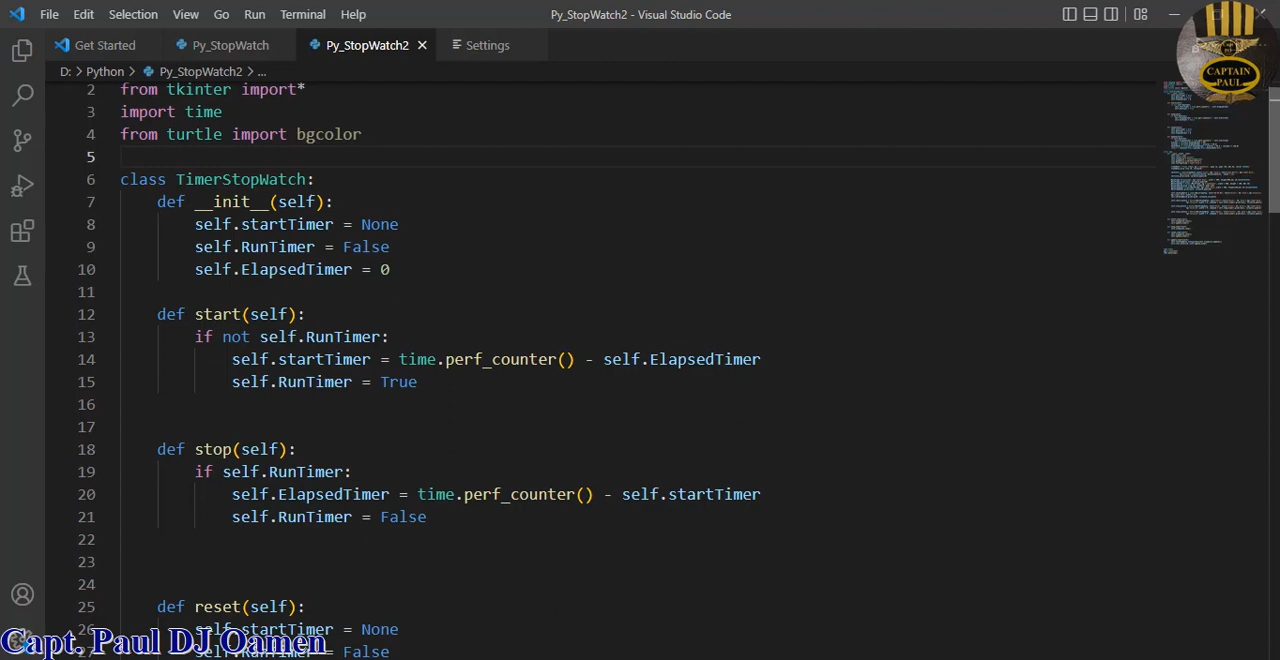 File Edit Selection View Go Run Terminal Help
Py_StopWatch2 - Visual Studio Code
Get Started Py_StopWatch Py_StopWatch2 Settings
D: > Python > Py_StopWatch2 > ...
CAPTAIN
PAUL
2 from tkinter import*
3 import time
4 from turtle import bgcolor
5
6 class TimerStopWatch:
7 def __init__(self):
8 self.startTimer = None
9 self.RunTimer = False
10 self.ElapsedTimer = 0
11
12 def start(self):
13 if not self.RunTimer:
14 self.startTimer = time.perf_counter() - self.ElapsedTimer
15 self.RunTimer = True
16
17
18 def stop(self):
19 if self.RunTimer:
20 self.ElapsedTimer = time.perf_counter() - self.startTimer
21 self.RunTimer = False
22
23
24
25 def reset(self):
26 self.startTimer = None
27 self.RunTimer = False
Capt. Paul DJ Oamen